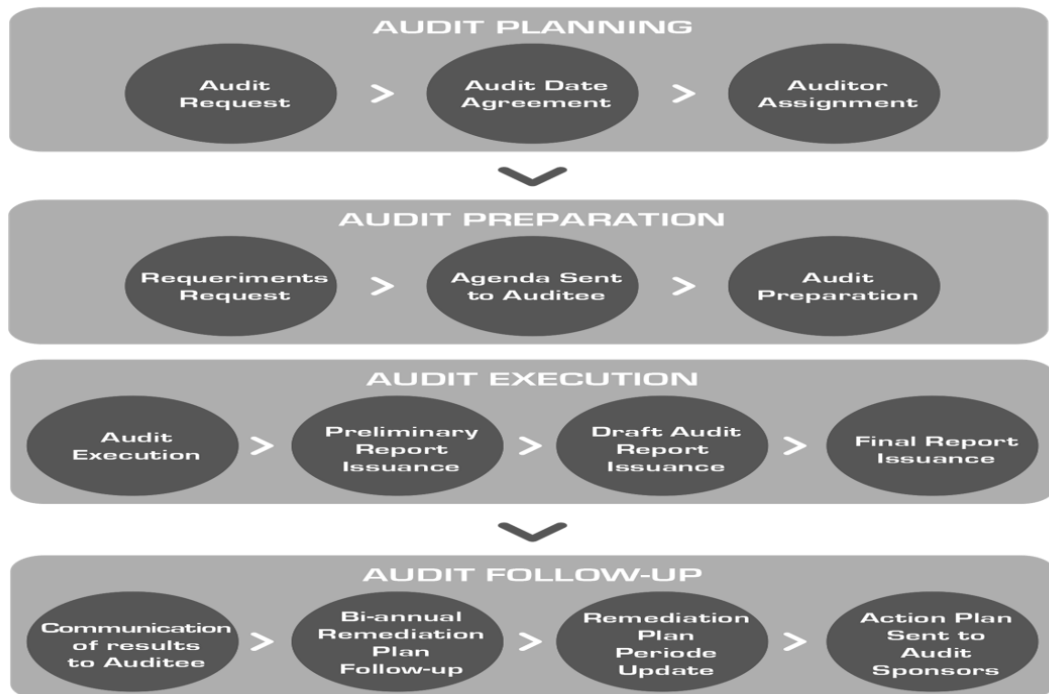 AUDIT PLANNING
Audit
Request
>
Audit Date
Agreement
>
Auditor
Assignment
AUDIT PREPARATION
Requeriments
Request
>
Agenda Sent
to Auditee
>
Audit
Preparation
AUDIT EXECUTION
Audit
Execution
>
Preliminary
Report
Issuance
>
Draft Audit
Report
Issuance
>
Final Report
Issuance
AUDIT FOLLOW-UP
Communication
of results
to Auditee
>
Bi-annual
Remediation
Plan
Follow-up
>
Remediation
Plan
Periode
Update
>
Action Plan
Sent to
Audit
Sponsors